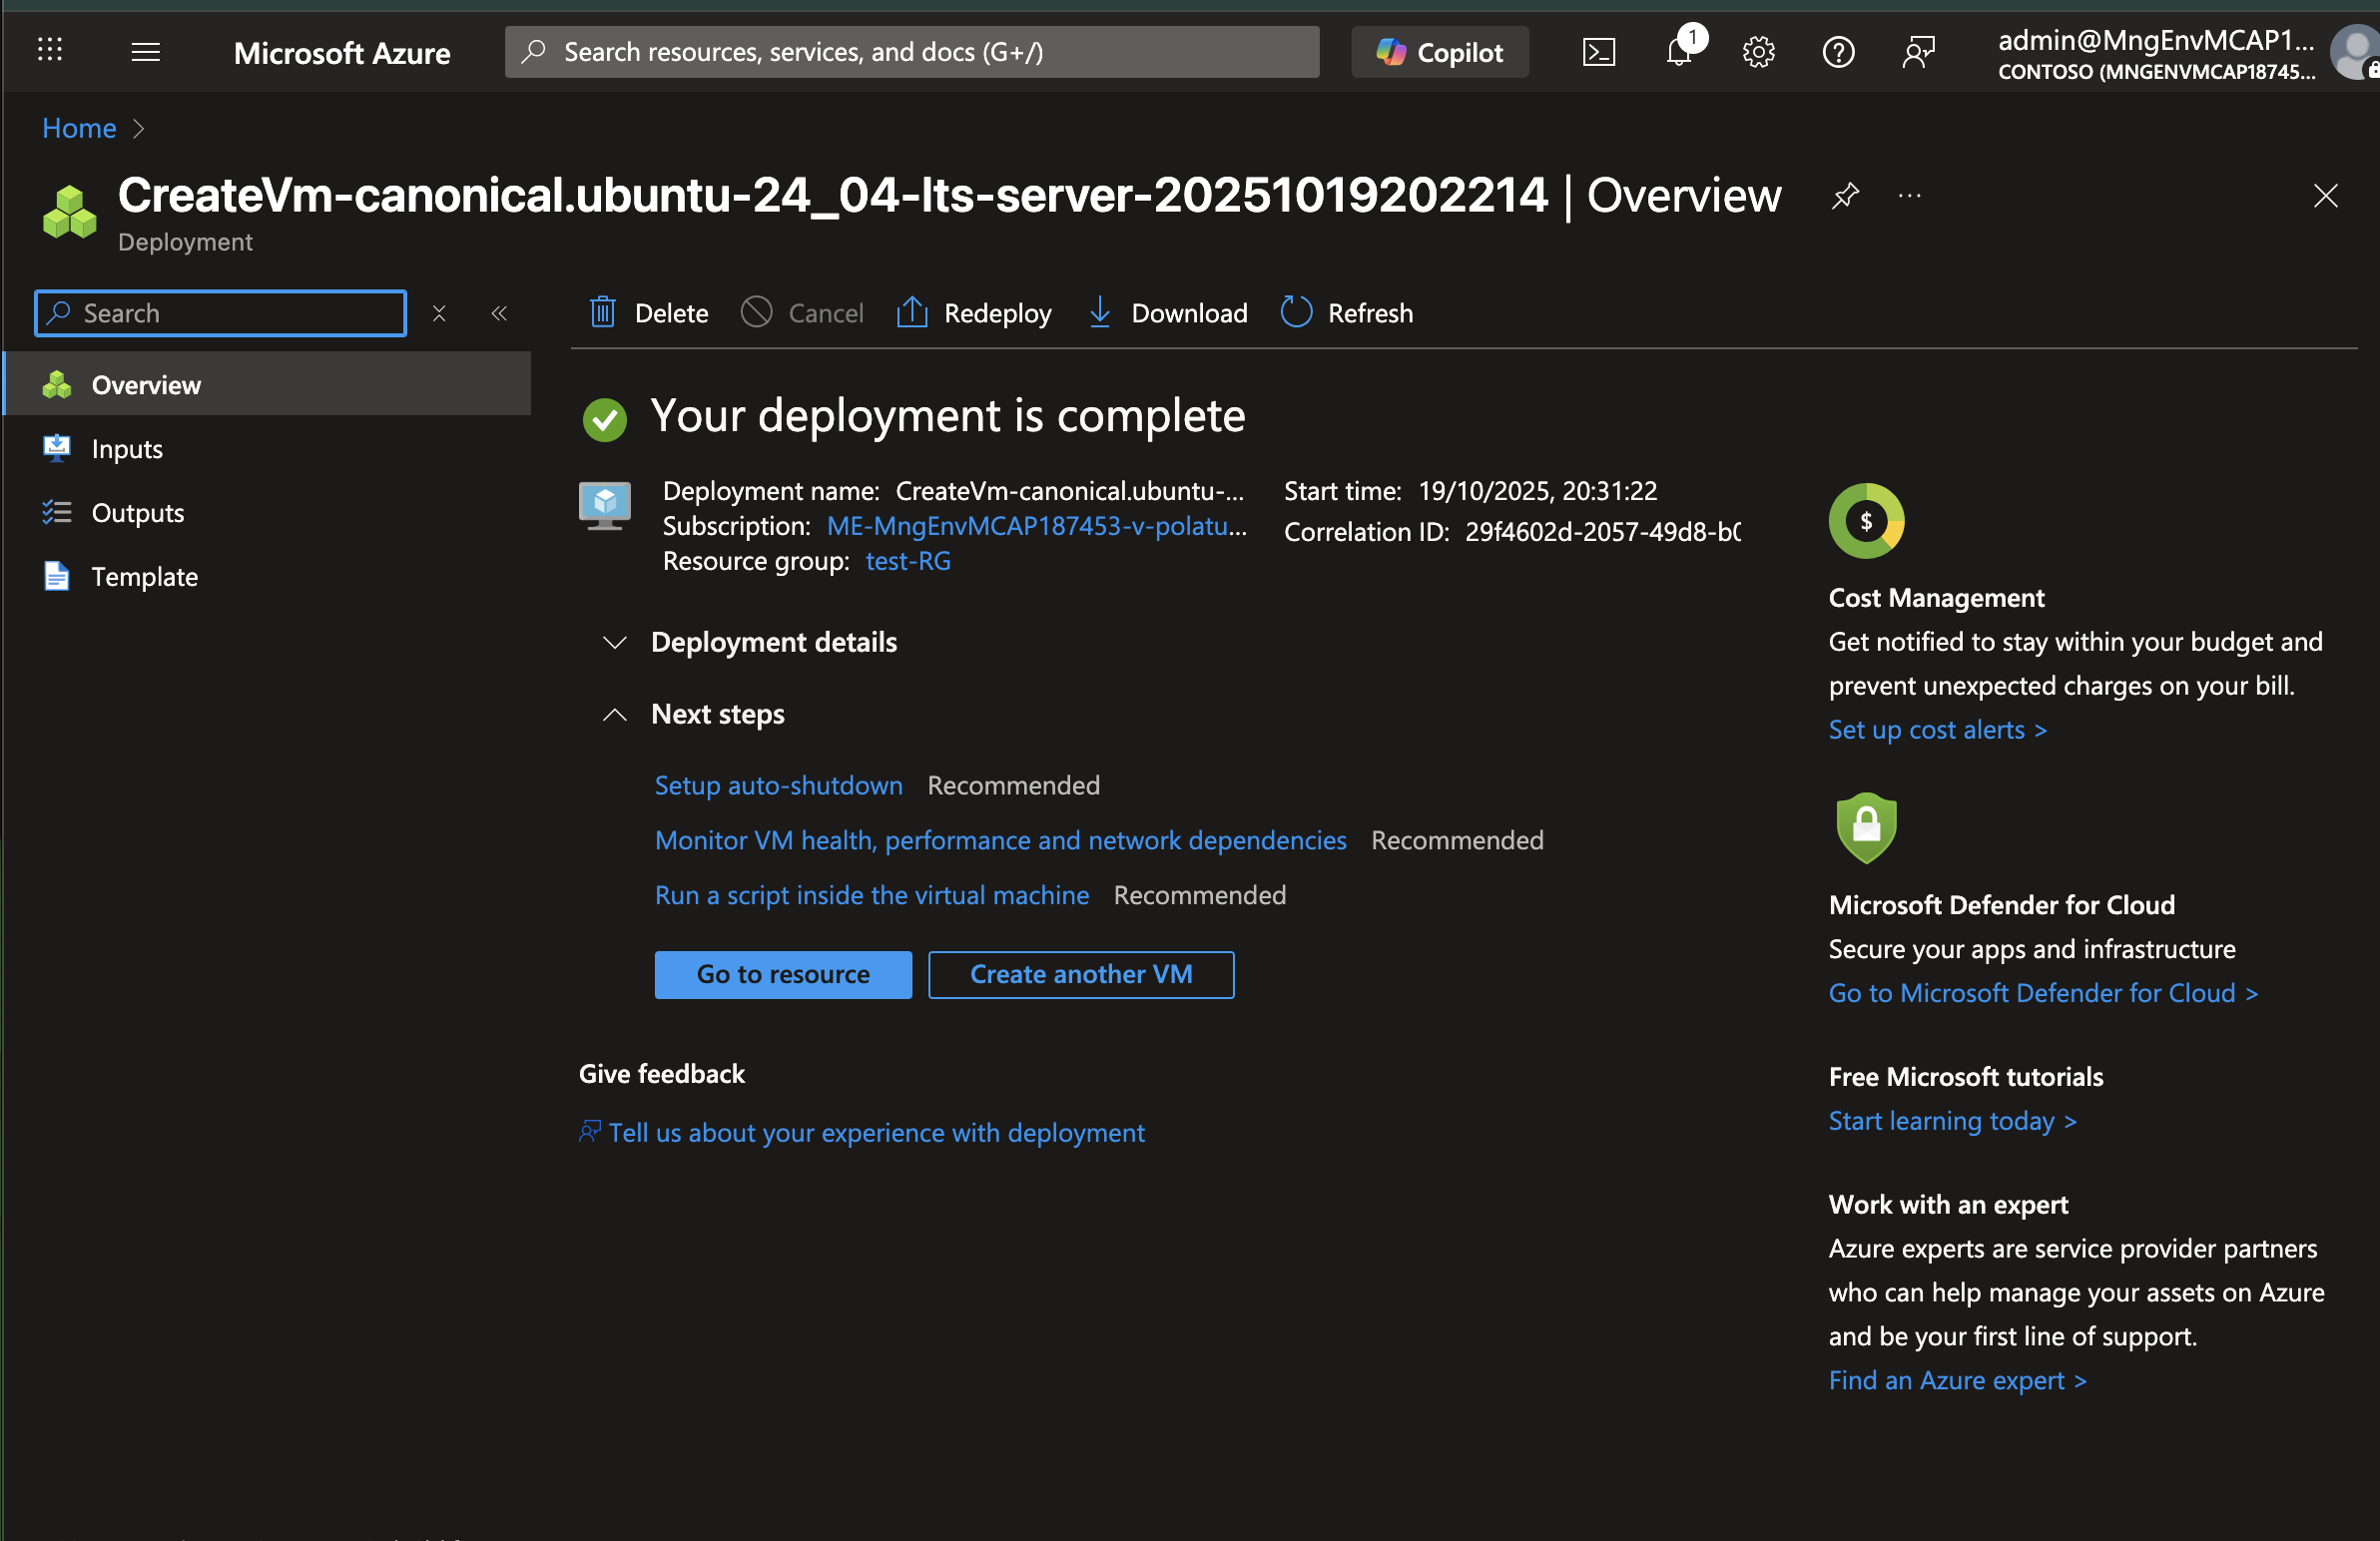 Microsoft Azure
Search resources, services, and docs (G+/)
Copilot
1
admin@MngEnvMCAP1...
CONTOSO (MNGENVMCAP18745...
Home
CreateVm-canonical.ubuntu-24_04-lts-server-20251019202214 | Overview
Deployment
Search
Delete
Cancel
Redeploy
Download
Refresh
Overview
Inputs
Outputs
Template
Your deployment is complete
Deployment name: CreateVm-canonical.ubuntu-...
Subscription: ME-MngEnvMCAP187453-v-polatu...
Resource group: test-RG
Start time: 19/10/2025, 20:31:22
Correlation ID: 29f4602d-2057-49d8-b0
Deployment details
Next steps
Setup auto-shutdown Recommended
Monitor VM health, performance and network dependencies Recommended
Run a script inside the virtual machine Recommended
Go to resource
Create another VM
Give feedback
Tell us about your experience with deployment
$
Cost Management
Get notified to stay within your budget and
prevent unexpected charges on your bill.
Set up cost alerts >
Microsoft Defender for Cloud
Secure your apps and infrastructure
Go to Microsoft Defender for Cloud >
Free Microsoft tutorials
Start learning today >
Work with an expert
Azure experts are service provider partners
who can help manage your assets on Azure
and be your first line of support.
Find an Azure expert >